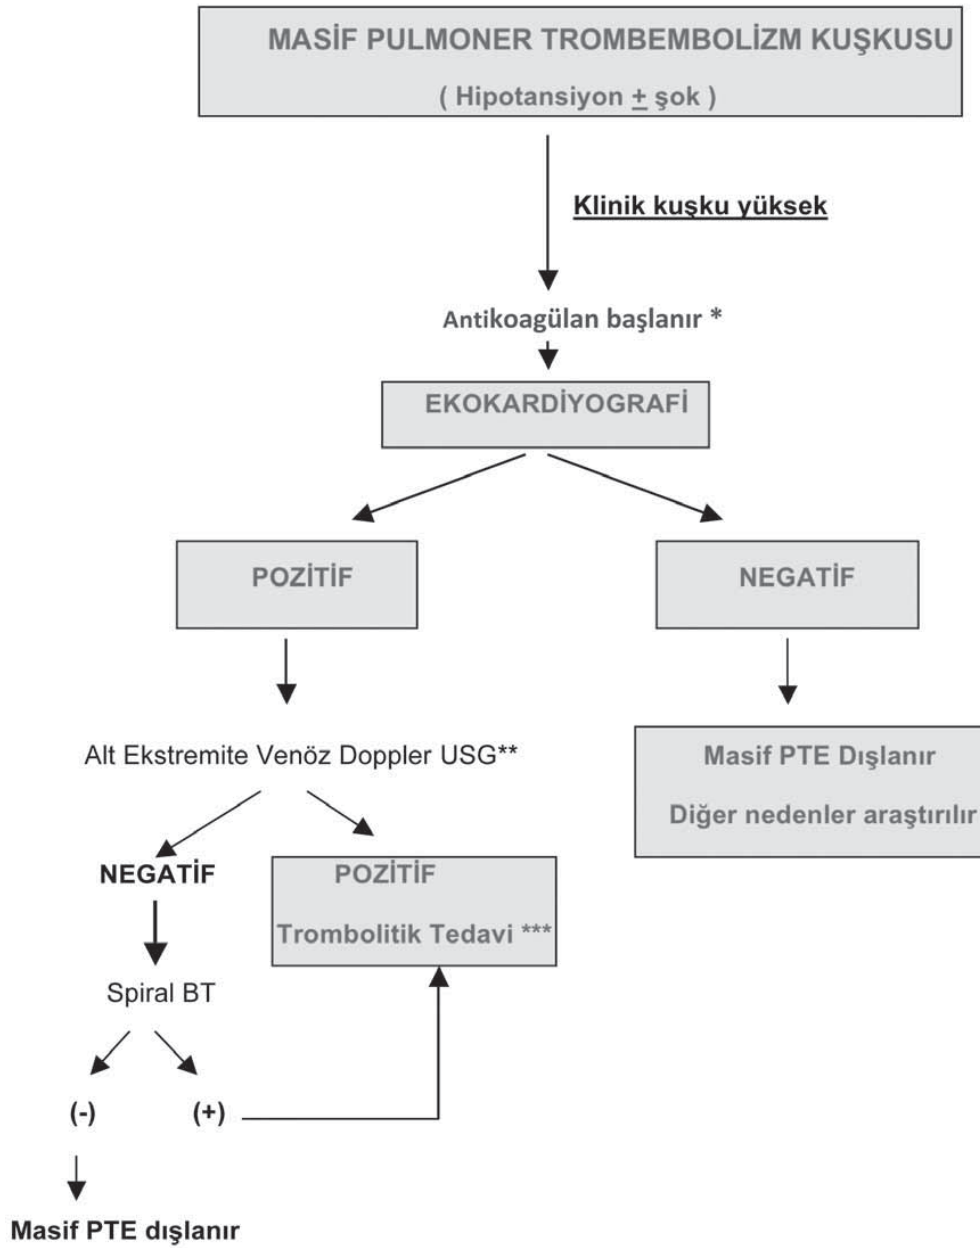 MASİF PULMONER TROMBEMBOLİZM KUŞKUSU
( Hipotansiyon ± şok )
Klinik kuşku yüksek
Antikoagülan başlanır *
EKOKARDİYOGRAFİ
POZİTİF
NEGATİF
Alt Ekstremite Venöz Doppler USG**
Masif PTE Dışlanır
Diğer nedenler araştırılır
NEGATİF
POZİTİF
Trombolitik Tedavi ***
Spiral BT
(-)
(+)
Masif PTE dışlanır